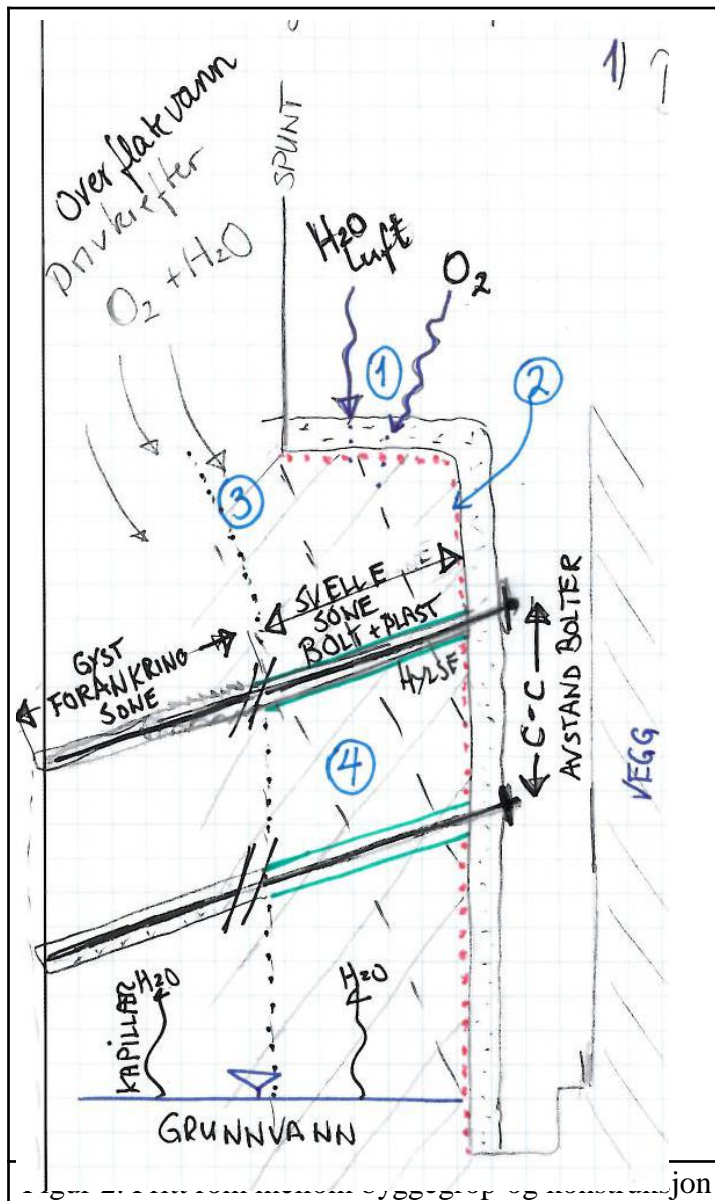 1)
Overflatevann
Drivkrefter
O2 + H2O
SPUNT
H2O
Luft
O2
1
2
3
SVELLE
SONE
BOLT + PLAST
HYLSE
GYST
FORANKRING
SONE
C-C
AVSTAND BOLTER
VEGG
4
KAPILLÆR
H2O
H2O
GRUNNVANN
jon